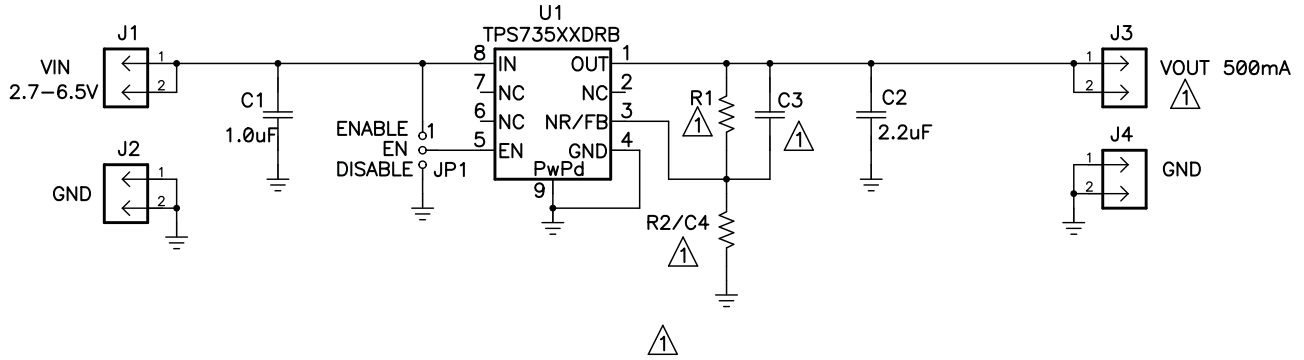 U1
TPS735XXDRB
J1
VIN
2.7-6.5V
1
2
C1
1.0uF
J2
GND
1
2
ENABLE
1
EN
DISABLE
JP1
8
IN
7
NC
6
NC
5
EN
OUT
1
NC
2
NR/FB
3
GND
4
PwPd
9
R1
1
C3
1
R2/C4
1
C2
2.2uF
J3
1
2
VOUT 500mA
1
J4
1
2
GND
1